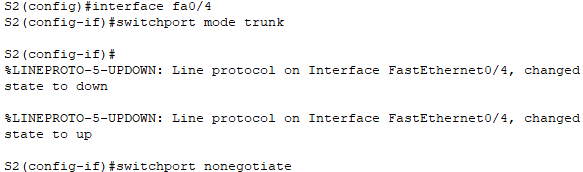 S2(config)#interface fa0/4
S2(config-if)#switchport mode trunk
S2(config-if)#
%LINEPROTO-5-UPDOWN: Line protocol on Interface FastEthernet0/4, changed
state to down
%LINEPROTO-5-UPDOWN: Line protocol on Interface FastEthernet0/4, changed
state to up
S2(config-if)#switchport nonegotiate